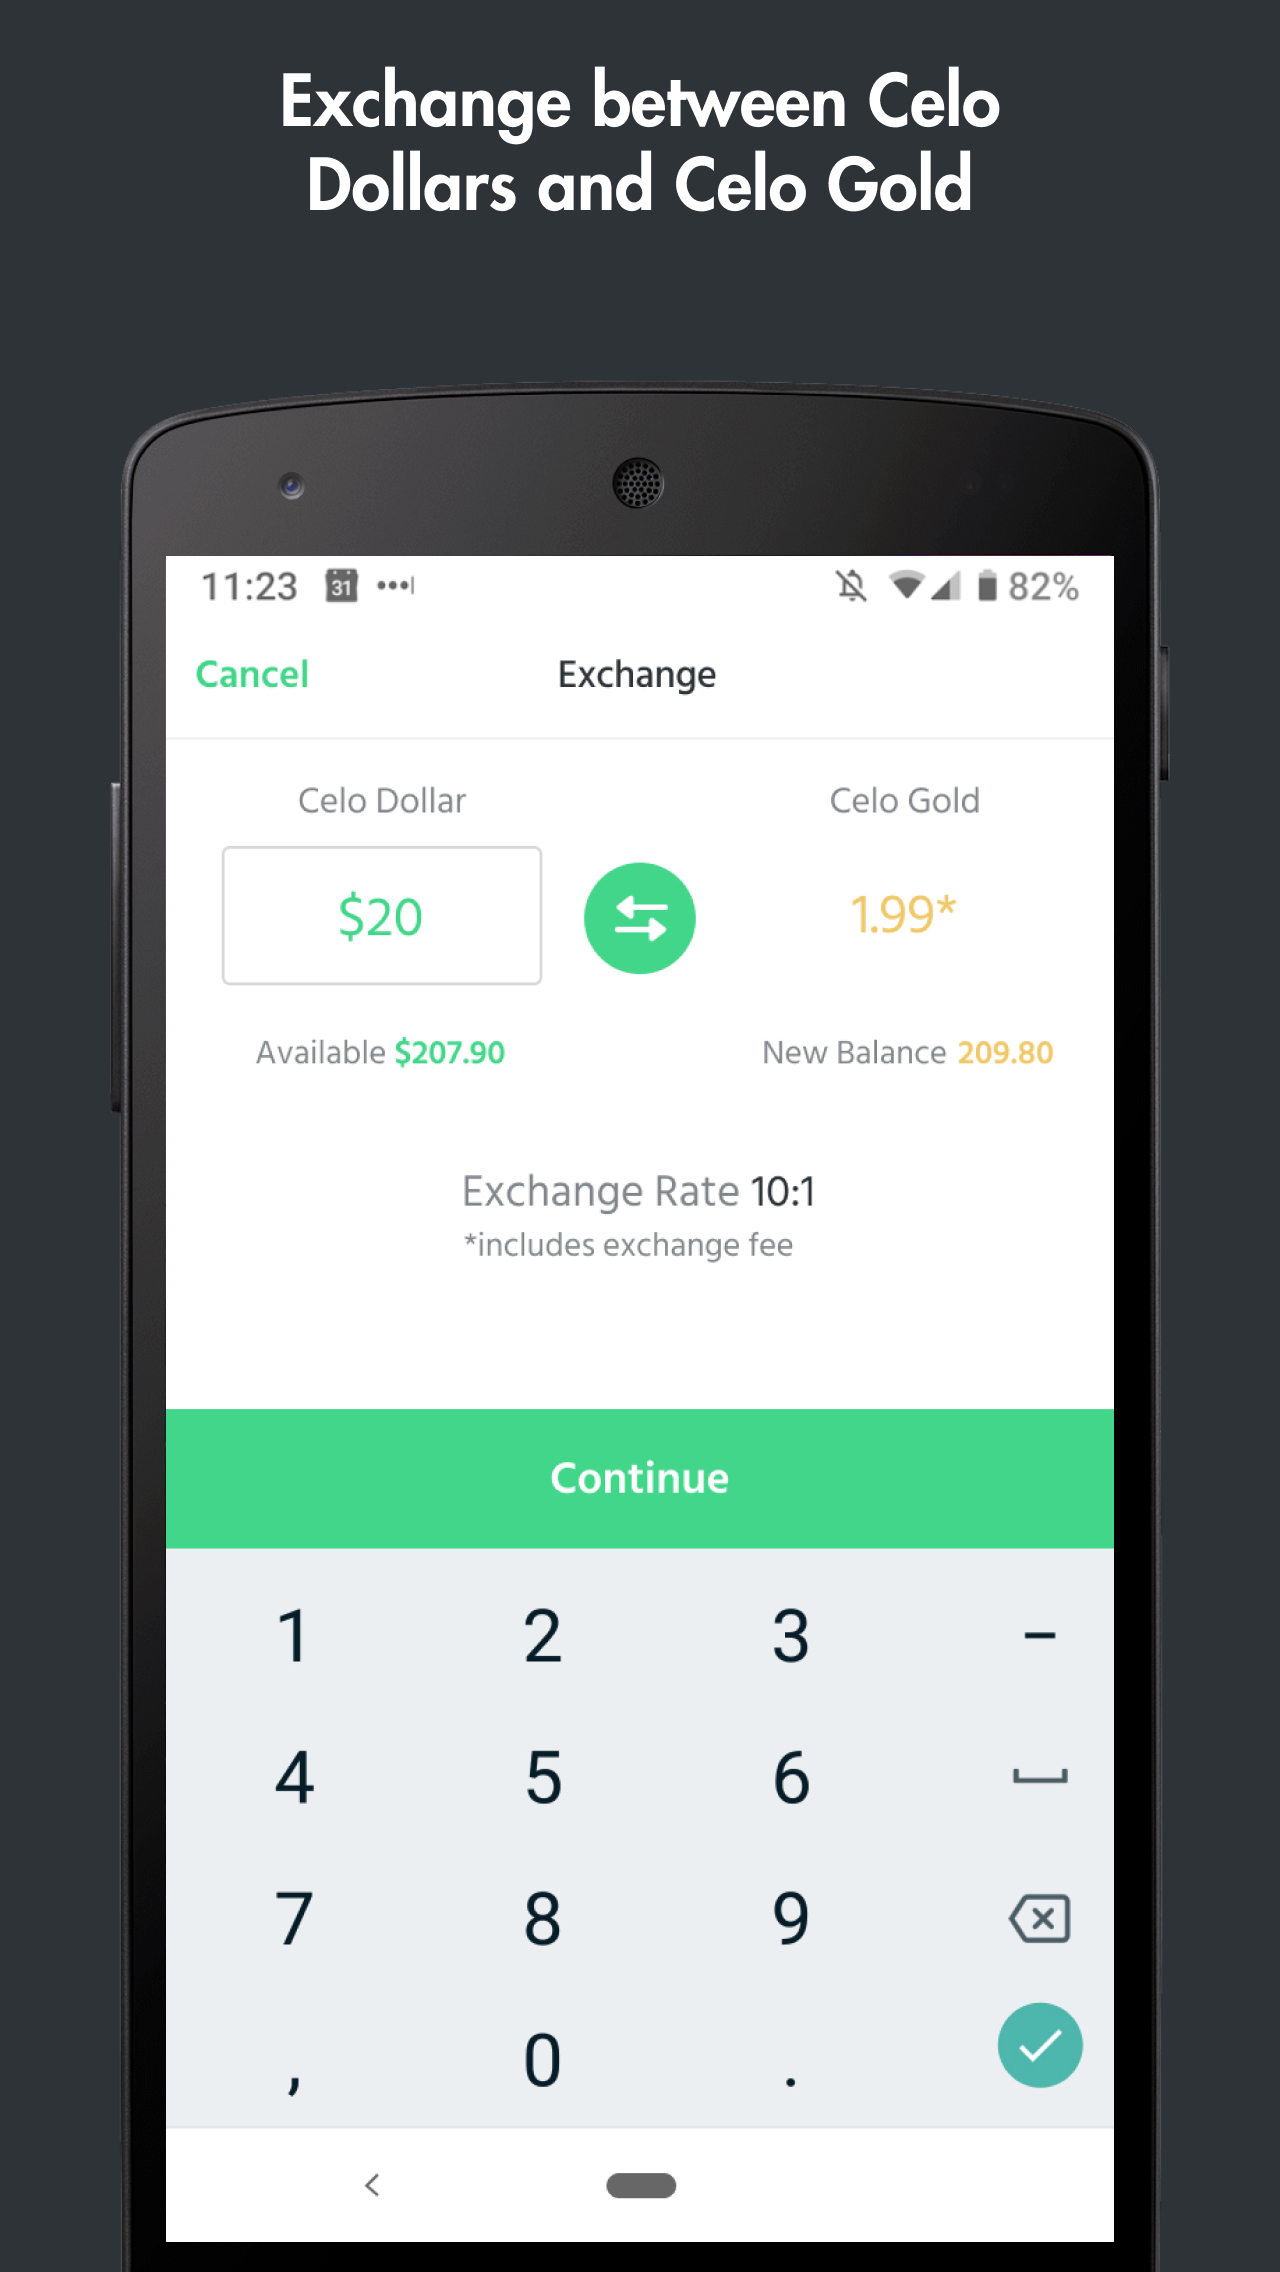 Exchange between Celo
Dollars and Celo Gold
11:23 31 82%
Cancel Exchange
Celo Dollar Celo Gold
$20 1.99*
Available $207.90 New Balance 209.80
Exchange Rate 10:1
*includes exchange fee
Continue
1 2 3 –
4 5 6
7 8 9
, 0 .